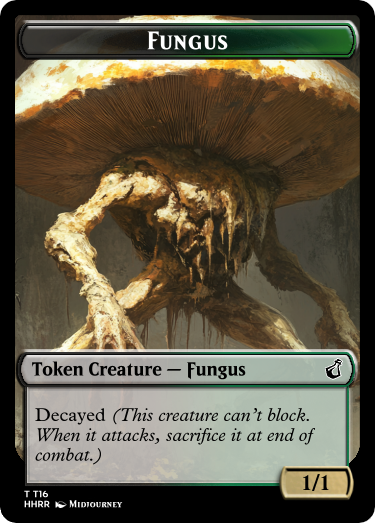 Fungus
Token Creature — Fungus
Decayed (This creature can't block.
When it attacks, sacrifice it at end of
combat.)
1/1
T T16
HHRR Midjourney